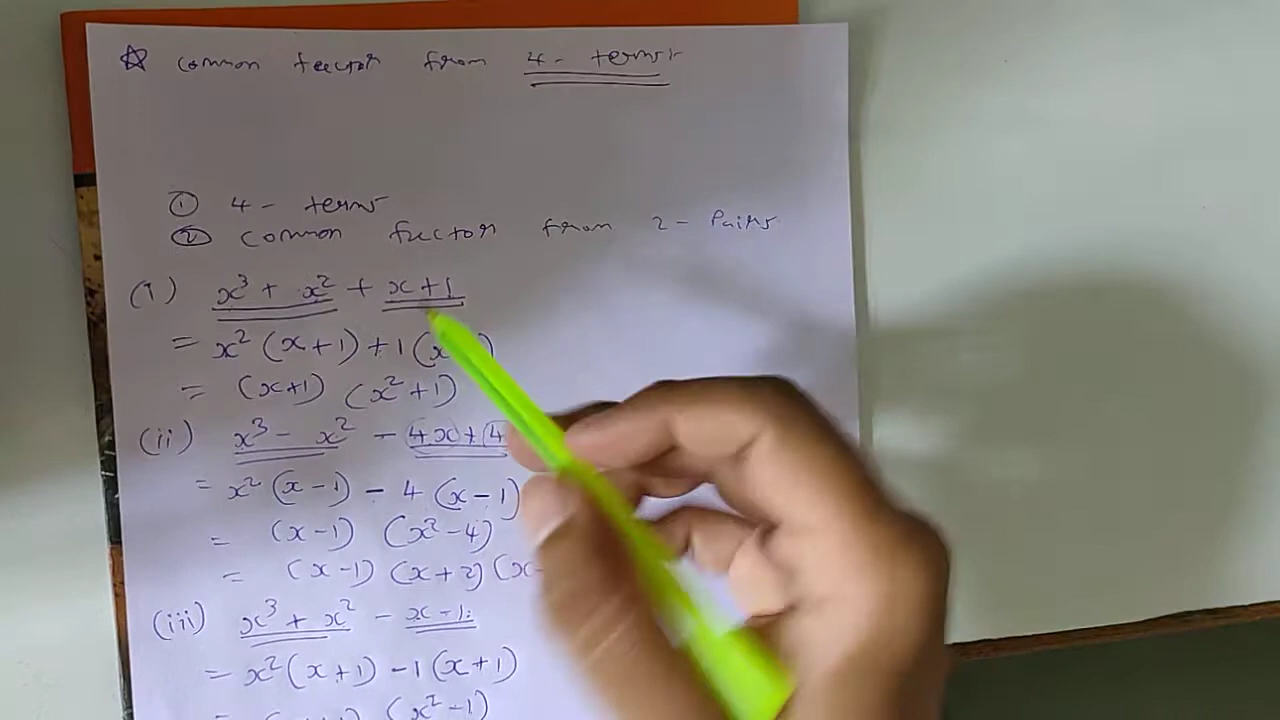 ☆ common factor from 4 - terms:
① 4 - terms
② common factor from 2 - Pairs
(i) x³ + x² + x + 1
= x² (x+1) + 1 (x
= (x+1) (x²+1)
(ii) x³ - x² - 4x + 4
= x² (x-1) - 4 (x-1)
= (x-1) (x²-4)
= (x-1) (x+2) (x-
(iii) x³ + x² - x - 1:
= x² (x+1) - 1 (x+1)
= (x²-1)